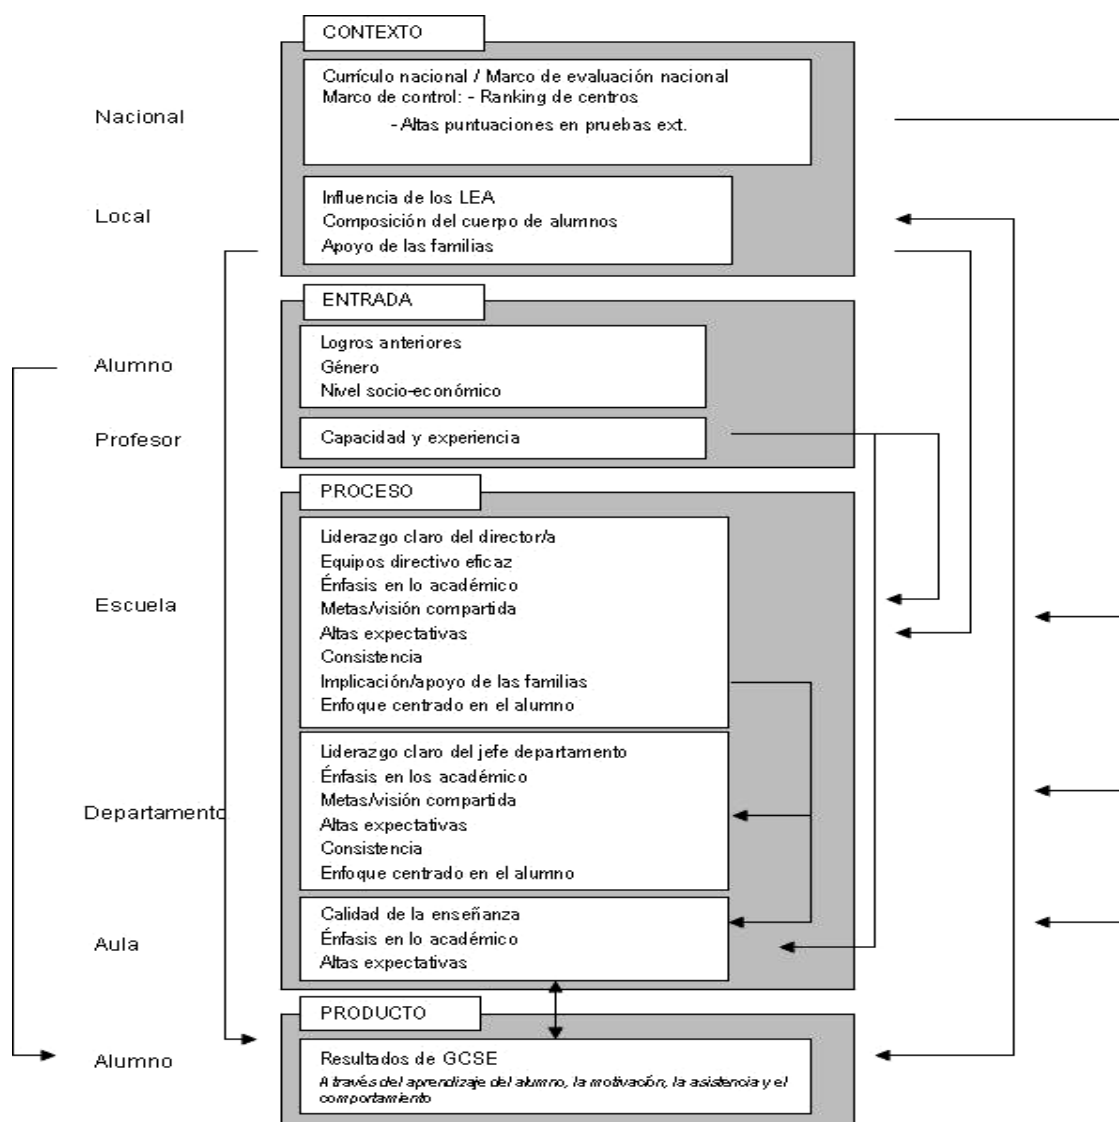 CONTEXTO
Currículo nacional / Marco de evaluación nacional
Marco de control: - Ranking de centros
- Altas puntuaciones en pruebas ext.
Nacional
Influencia de los LEA
Local
Composición del cuerpo de alumnos
Apoyo de las familias
ENTRADA
Logros anteriores
Alumno
Género
Nivel socio-económico
Profesor
Capacidad y experiencia
PROCESO
Liderazgo claro del director/a
Equipos directivo eficaz
Énfasis en lo académico
Escuela
Metas/visión compartida
Altas expectativas
Consistencia
Implicación/apoyo de las familias
Enfoque centrado en el alumno
Liderazgo claro del jefe departamento
Énfasis en los académico
Metas/visión compartida
Departamento
Altas expectativas
Consistencia
Enfoque centrado en el alumno
Calidad de la enseñanza
Énfasis en lo académico
Aula
Altas expectativas
PRODUCTO
Resultados de GCSE
Alumno
A través del aprendizaje del alumno, la motivación, la asistencia y el
comportamiento